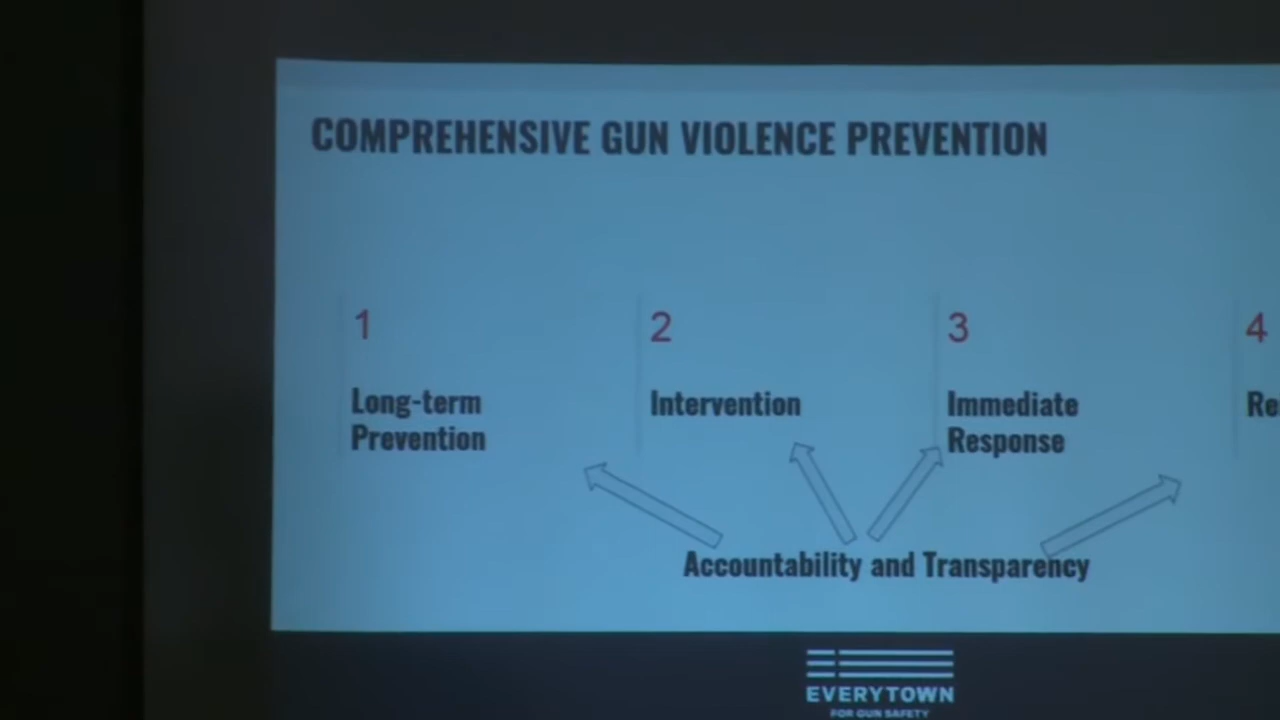 COMPREHENSIVE GUN VIOLENCE PREVENTION
1
Long-term
Prevention
2
Intervention
3
Immediate
Response
4
Accountability and Transparency
EVERYTOWN
FOR GUN SAFETY